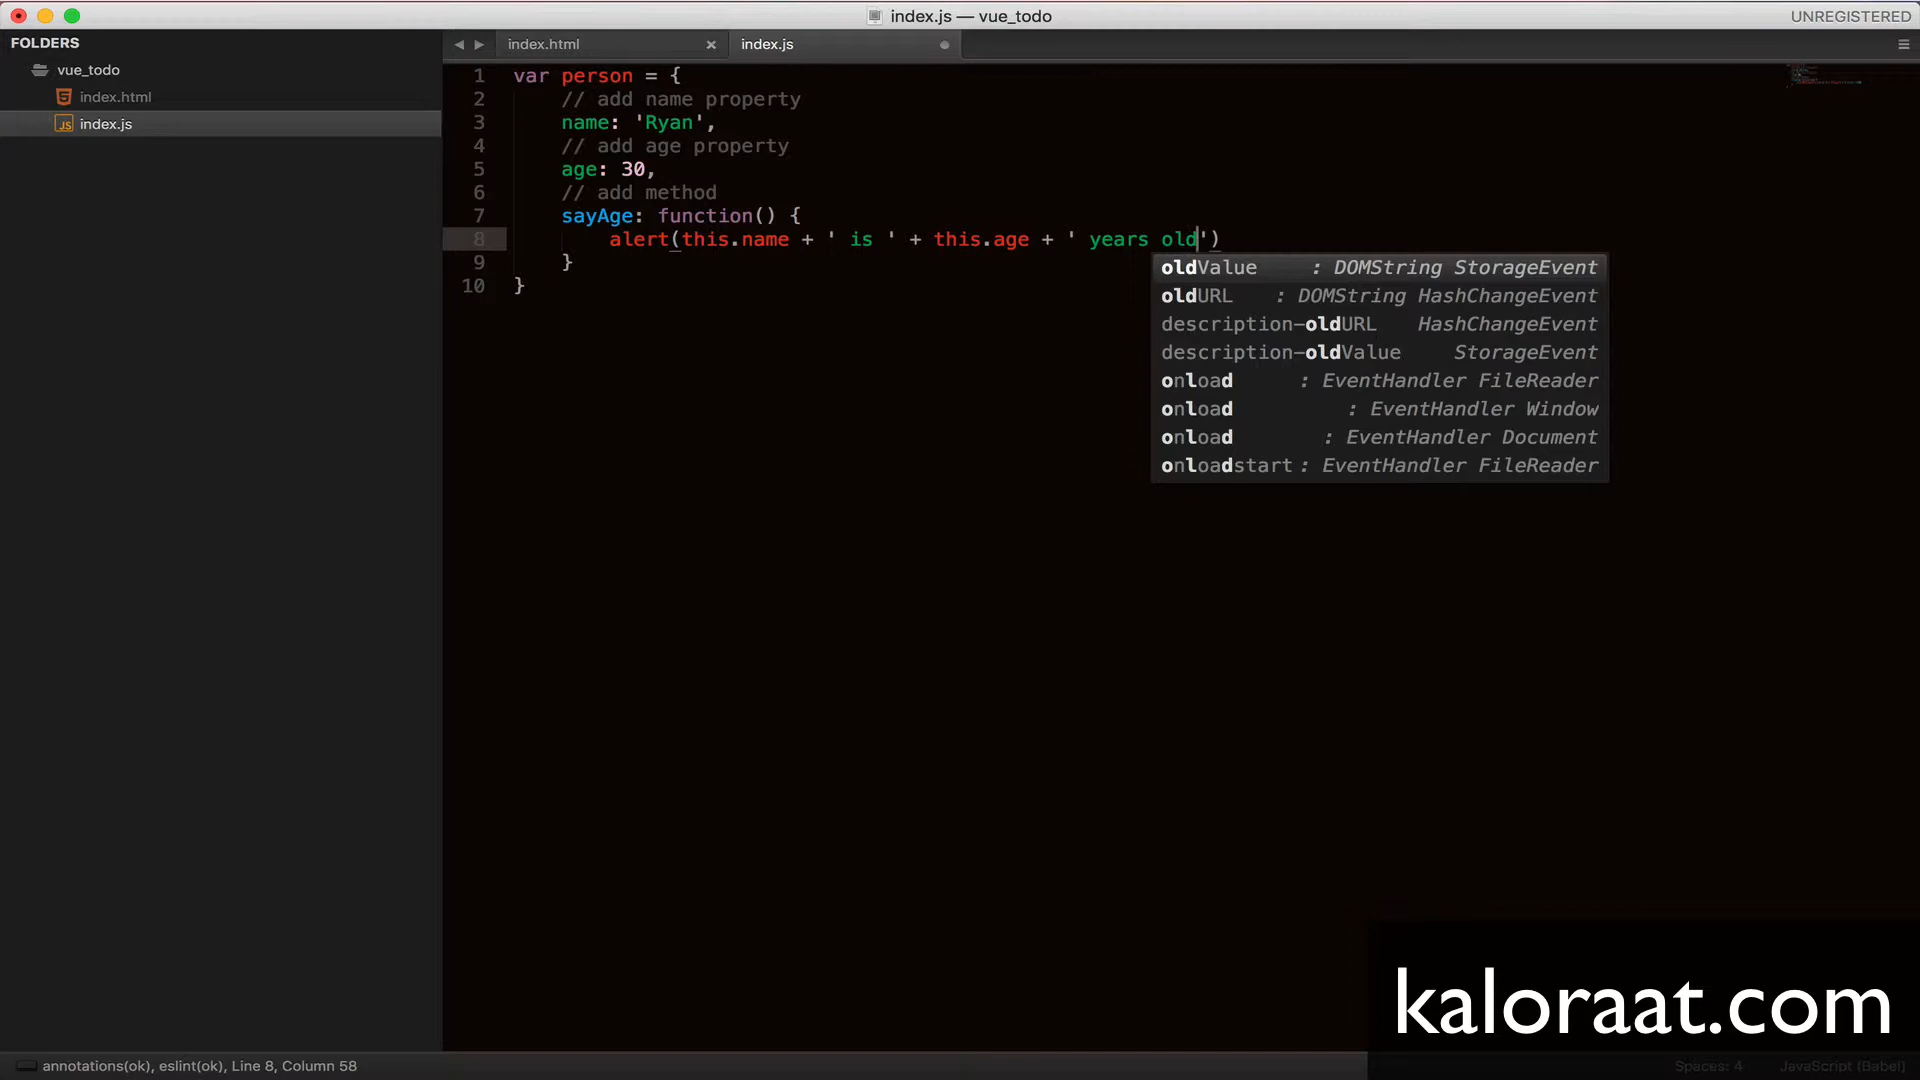 index.js — vue_todo
UNREGISTERED
FOLDERS
vue_todo
index.html
index.js
index.html
index.js
1 var person = {
2 // add name property
3 name: 'Ryan',
4 // add age property
5 age: 30,
6 // add method
7 sayAge: function() {
8 alert(this.name + ' is ' + this.age + ' years old')
9 }
10 }
oldValue : DOMString StorageEvent
oldURL : DOMString HashChangeEvent
description-oldURL HashChangeEvent
description-oldValue StorageEvent
onload : EventHandler FileReader
onload : EventHandler Window
onload : EventHandler Document
onloadstart : EventHandler FileReader
kaloraat.com
annotations(ok), eslint(ok), Line 8, Column 58
Spaces: 4
JavaScript (Babel)